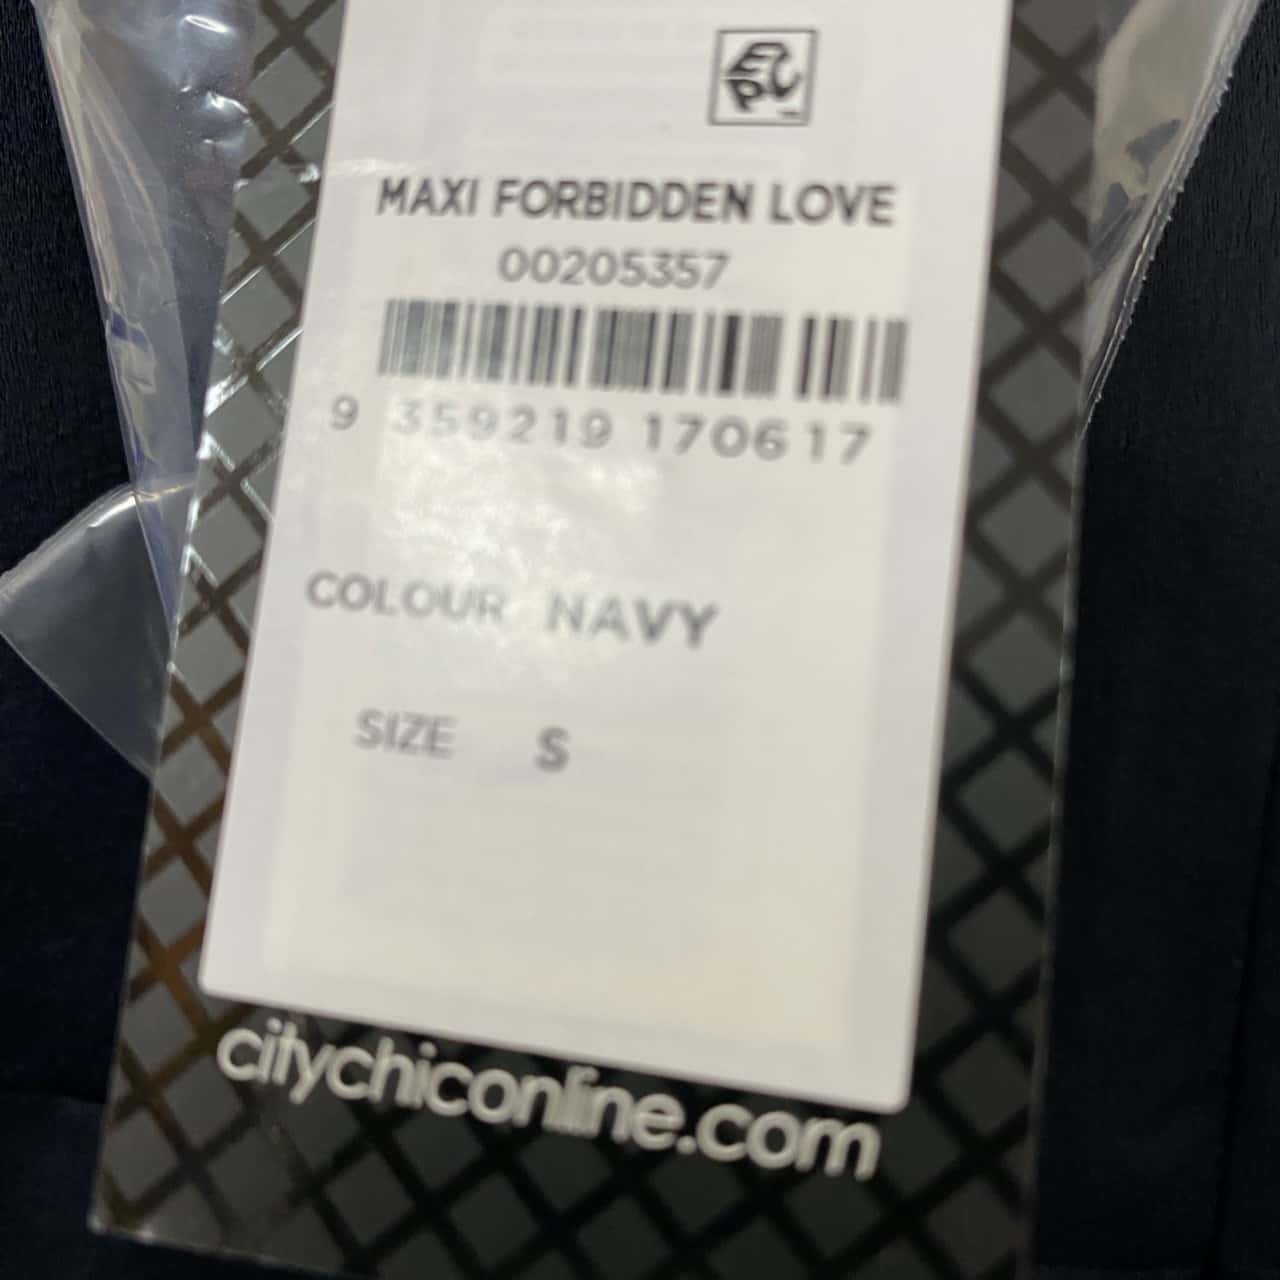 MAXI FORBIDDEN LOVE
00205357
9 359219 170617
COLOUR NAVY
SIZE S
citychiconline.com